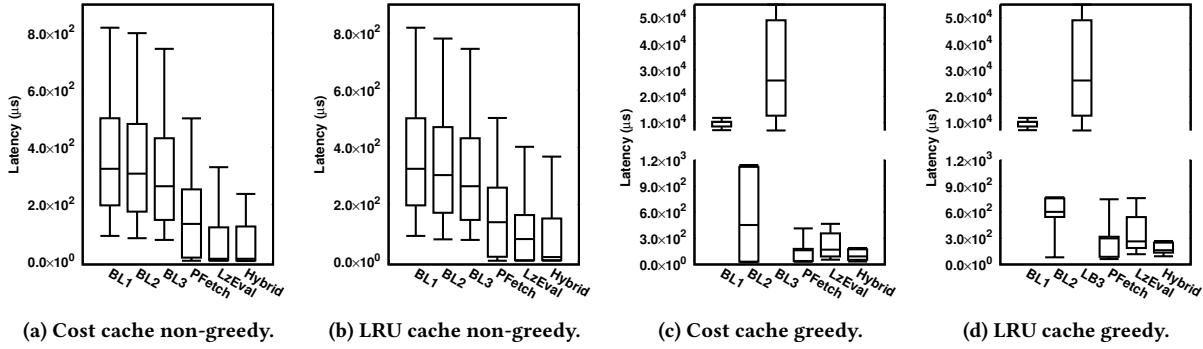 8.0×10²
6.0×10²
4.0×10²
2.0×10²
0.0×10⁰
Latency (μs)
BL1
BL2
BL3
PFetch
LzEval
Hybrid
(a) Cost cache non-greedy.
8.0×10²
6.0×10²
4.0×10²
2.0×10²
0.0×10⁰
Latency (μs)
BL1
BL2
BL3
PFetch
LzEval
Hybrid
(b) LRU cache non-greedy.
5.0×10⁴
4.0×10⁴
3.0×10⁴
2.0×10⁴
1.0×10⁴
1.2×10³
9.0×10²
6.0×10²
3.0×10²
0.0×10⁰
Latency (μs)
BL1
BL2
BL3
PFetch
LzEval
Hybrid
(c) Cost cache greedy.
5.0×10⁴
4.0×10⁴
3.0×10⁴
2.0×10⁴
1.0×10⁴
1.2×10³
9.0×10²
6.0×10²
3.0×10²
0.0×10⁰
Latency (μs)
BL1
BL2
LB3
PFetch
LzEval
Hybrid
(d) LRU cache greedy.